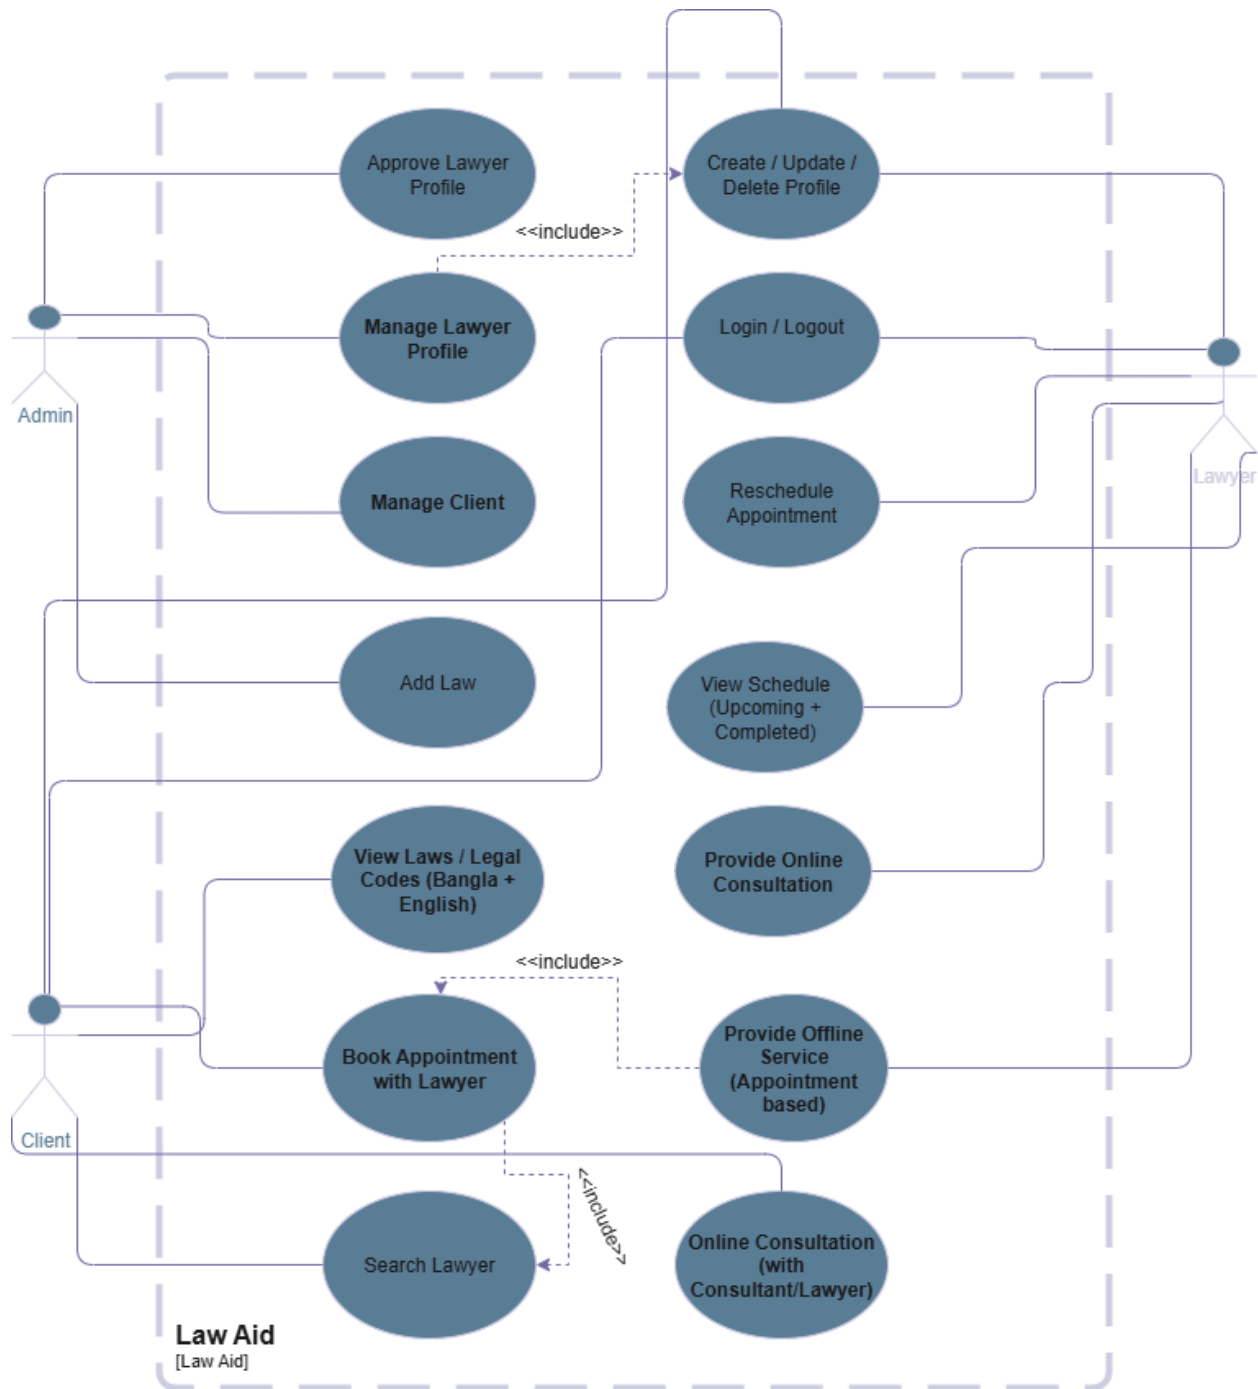 Approve Lawyer
Profile
Create / Update /
Delete Profile
<<include>>
Manage Lawyer
Profile
Login / Logout
Admin
Lawyer
Manage Client
Reschedule
Appointment
Add Law
View Schedule
(Upcoming +
Completed)
View Laws / Legal
Codes (Bangla +
English)
Provide Online
Consultation
<<include>>
Book Appointment
with Lawyer
Provide Offline
Service
(Appointment
based)
Client
<<include>>
Search Lawyer
Online Consultation
(with
Consultant/Lawyer)
Law Aid
[Law Aid]